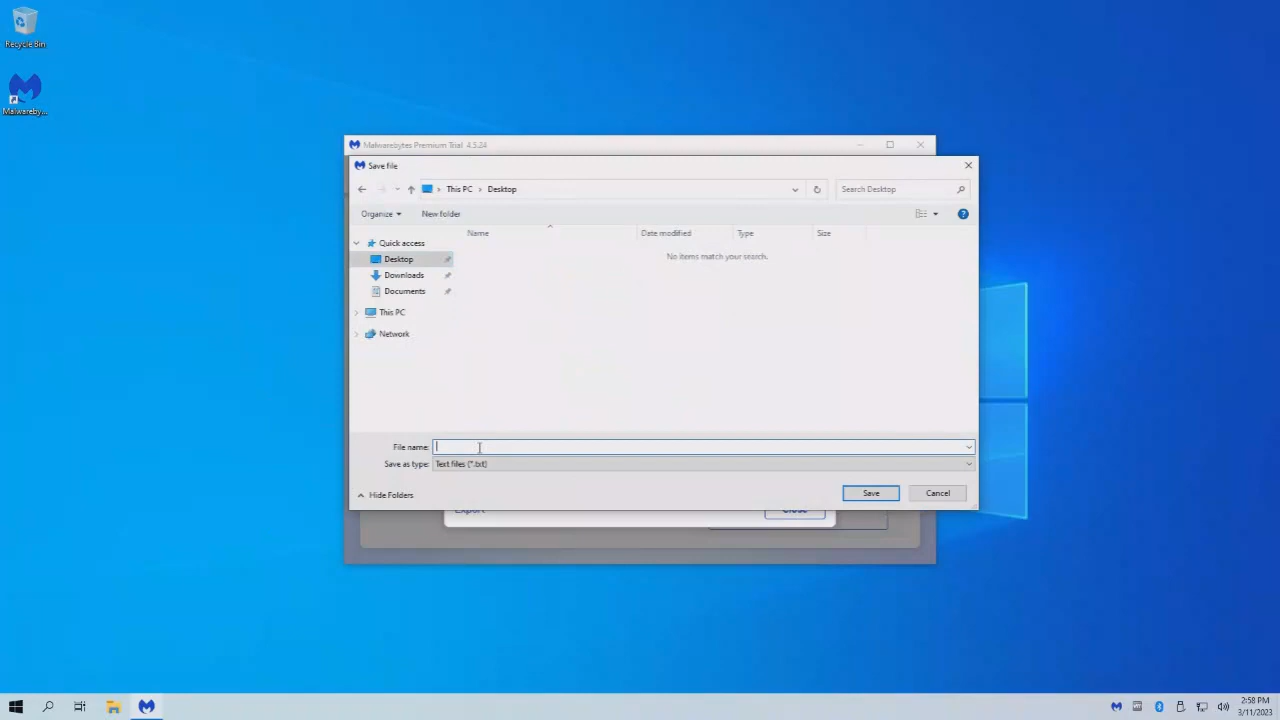 Recycle Bin
Malwareby...
Malwarebytes Premium Trial 4.5.24
Save file
This PC > Desktop
Search Desktop
Organize
New folder
Name
Date modified
Type
Size
No items match your search.
Quick access
Desktop
Downloads
Documents
This PC
Network
File name:
Save as type:
Text files (*.txt)
Hide Folders
Save
Cancel
Export
Close
2:58 PM
3/11/2023